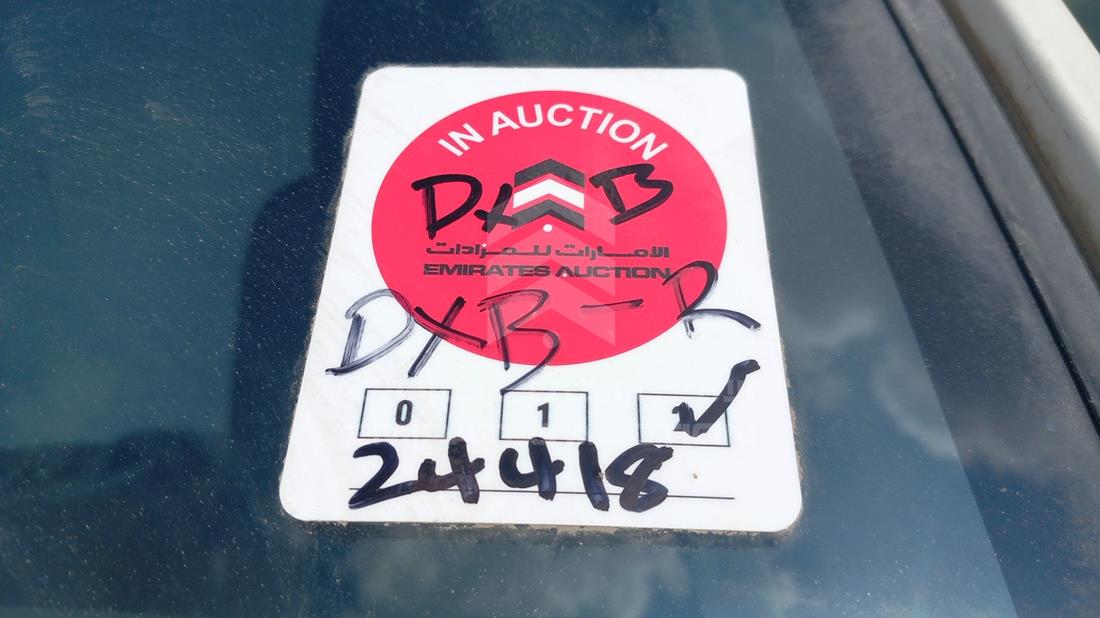 IN AUCTION
DXB
الامارات للمزادات
EMIRATES AUCTION
DXB-R
0 1
24418